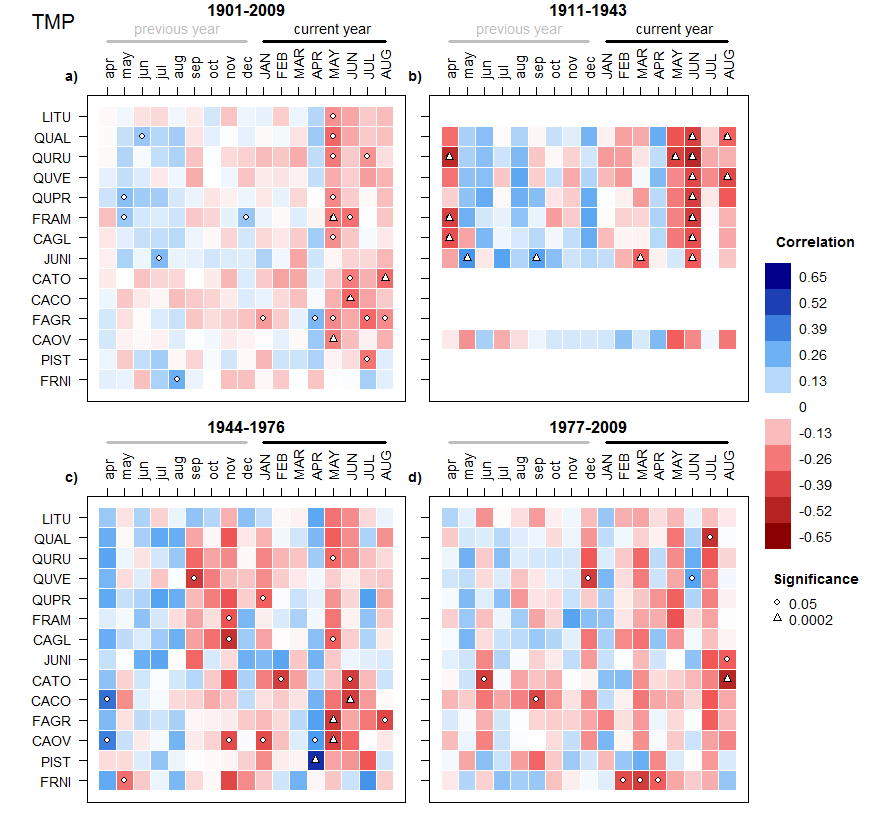 TMP
1901-2009
previous year
current year
apr may jun jul aug sep oct nov dec JAN FEB MAR APR MAY JUN JUL AUG
a)
LITU
QUAL
QURU
QUVE
QUPR
FRAM
CAGL
JUNI
CATO
CACO
FAGR
CAOV
PIST
FRNI
1911-1943
previous year
current year
apr may jun jul aug sep oct nov dec JAN FEB MAR APR MAY JUN JUL AUG
b)
1944-1976
apr may jun jul aug sep oct nov dec JAN FEB MAR APR MAY JUN JUL AUG
c)
LITU
QUAL
QURU
QUVE
QUPR
FRAM
CAGL
JUNI
CATO
CACO
FAGR
CAOV
PIST
FRNI
1977-2009
apr may jun jul aug sep oct nov dec JAN FEB MAR APR MAY JUN JUL AUG
d)
Correlation
0.65
0.52
0.39
0.26
0.13
0
-0.13
-0.26
-0.39
-0.52
-0.65
Significance
0.05
0.0002